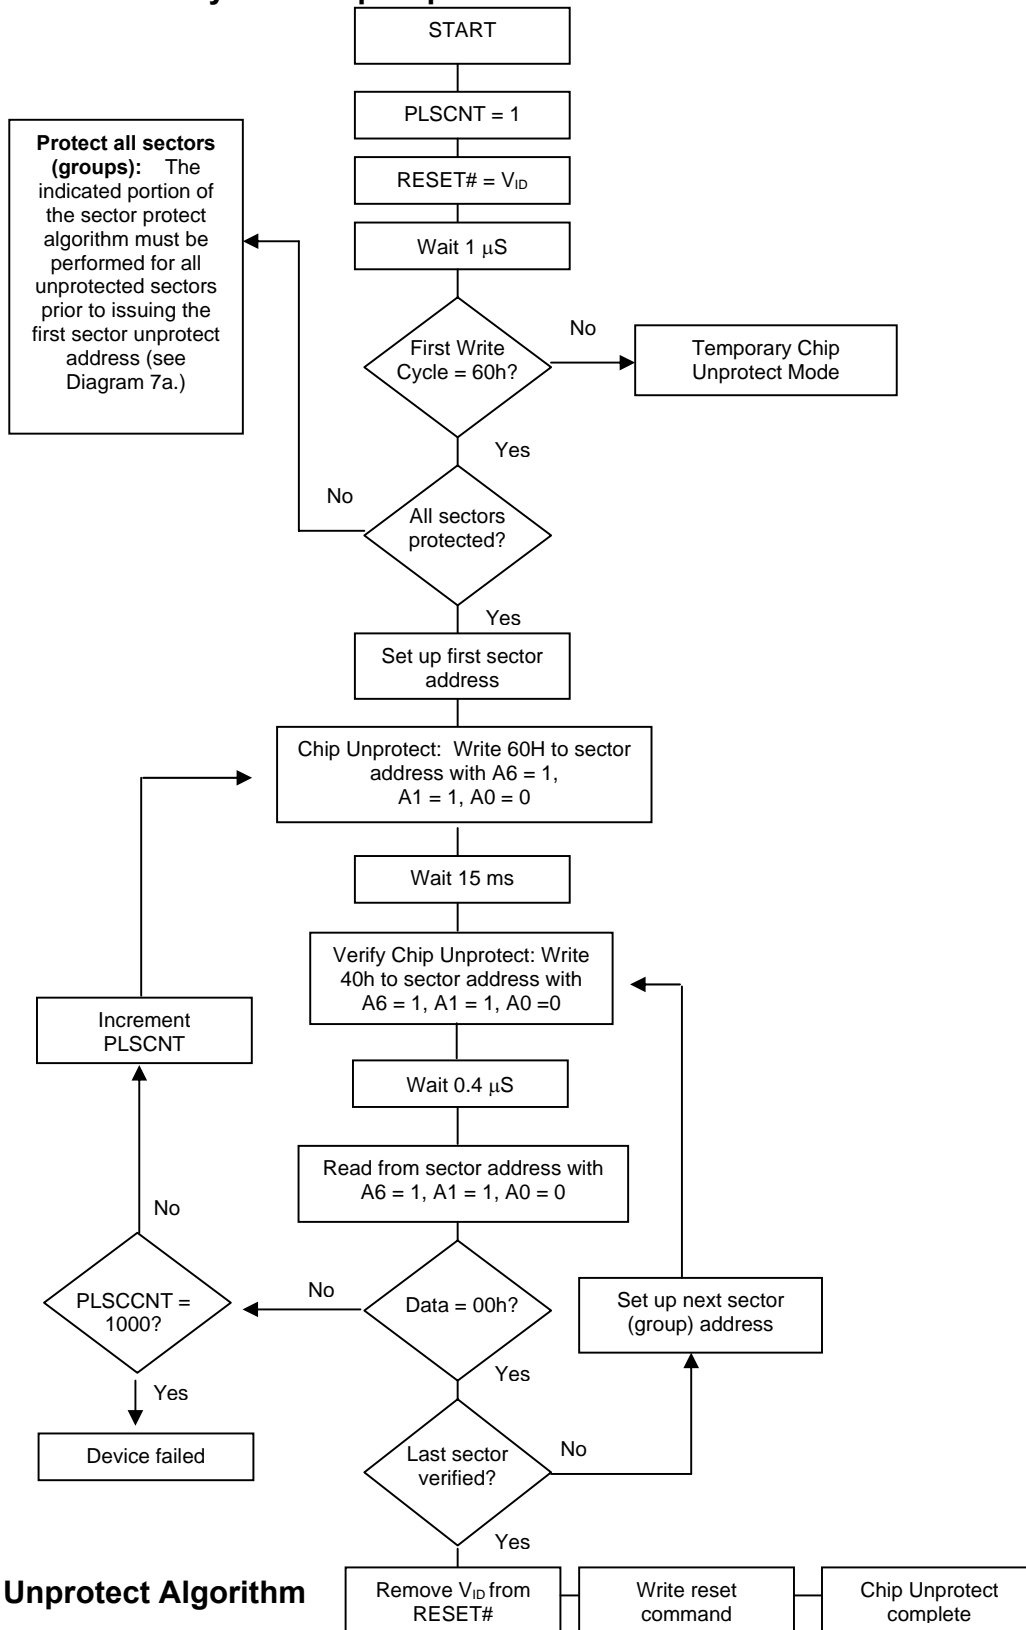 START
PLSCNT = 1
RESET# = VID
Wait 1 μS
Protect all sectors
(groups): The
indicated portion of
the sector protect
algorithm must be
performed for all
unprotected sectors
prior to issuing the
first sector unprotect
address (see
Diagram 7a.)
First Write
Cycle = 60h?
No
Temporary Chip
Unprotect Mode
Yes
No
All sectors
protected?
Yes
Set up first sector
address
Chip Unprotect: Write 60H to sector
address with A6 = 1,
A1 = 1, A0 = 0
Wait 15 ms
Verify Chip Unprotect: Write
40h to sector address with
A6 = 1, A1 = 1, A0 =0
Increment
PLSCNT
Wait 0.4 μS
Read from sector address with
A6 = 1, A1 = 1, A0 = 0
No
PLSCCNT =
1000?
No
Data = 00h?
Set up next sector
(group) address
Yes
Yes
Device failed
Last sector
verified?
No
Yes
Unprotect Algorithm
Remove VID from
RESET#
Write reset
command
Chip Unprotect
complete